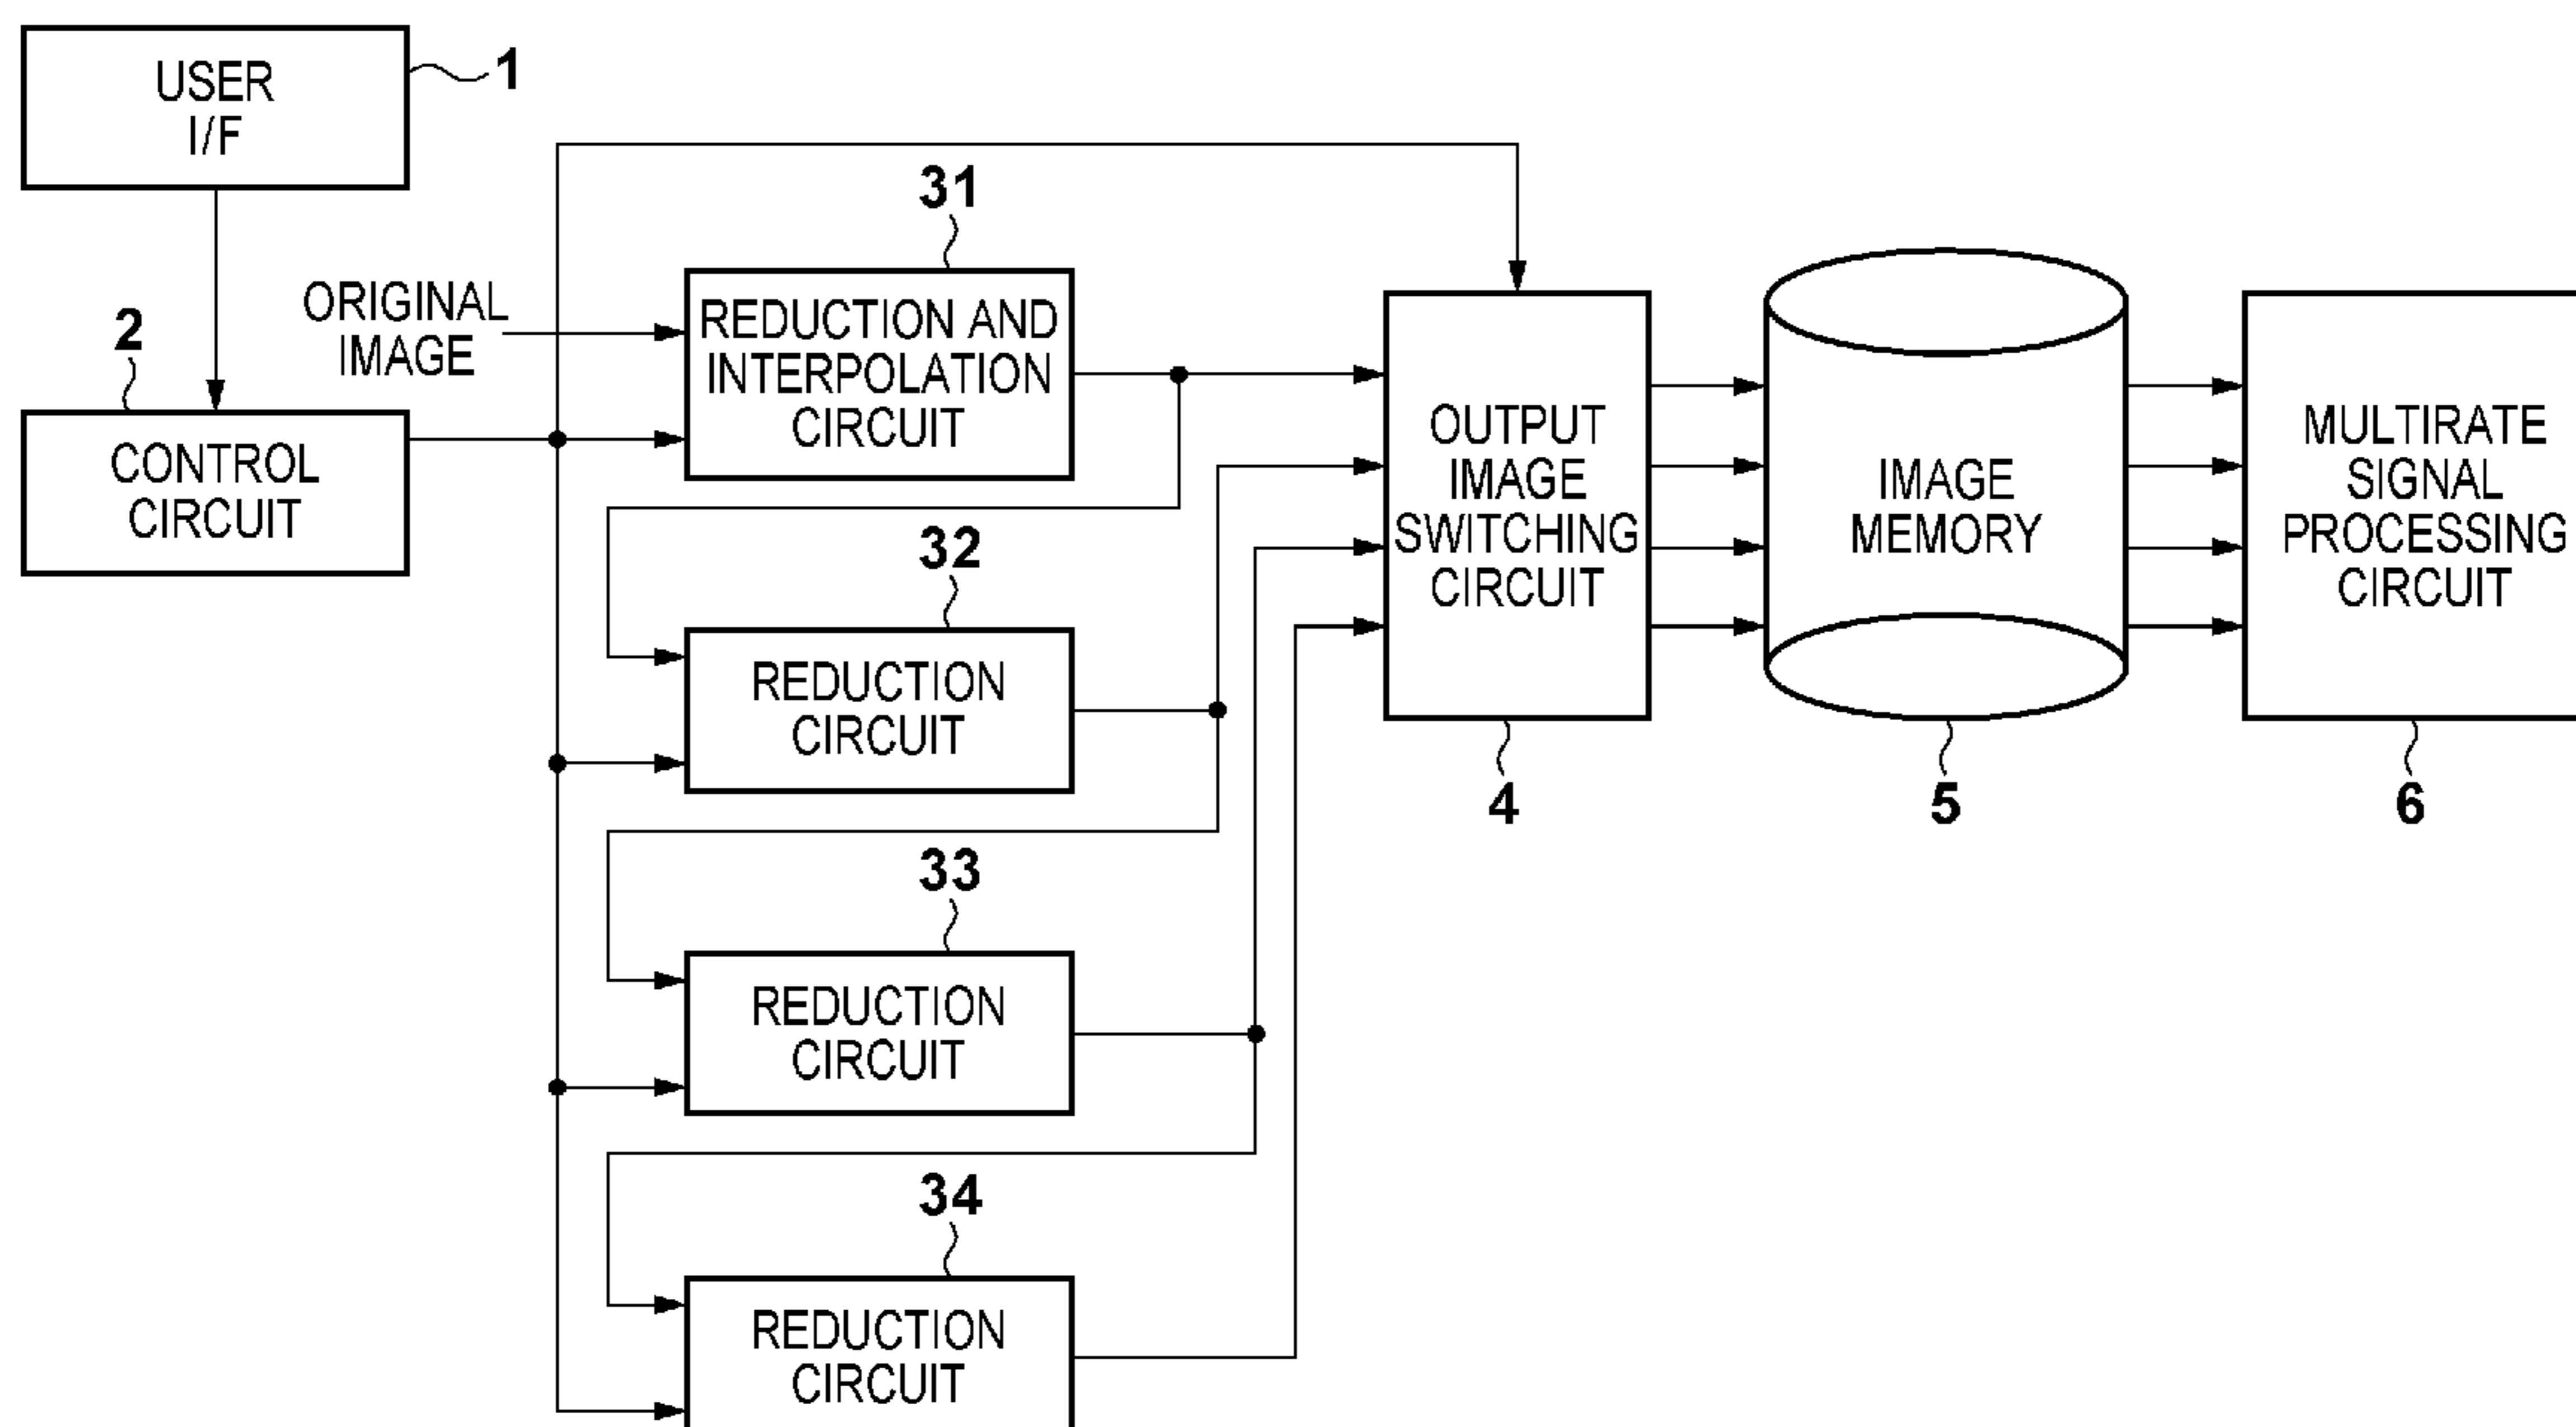 USER
I/F
1
31
ORIGINAL
IMAGE
2
REDUCTION AND
INTERPOLATION
CIRCUIT
CONTROL
CIRCUIT
OUTPUT
IMAGE
SWITCHING
CIRCUIT
IMAGE
MEMORY
MULTIRATE
SIGNAL
PROCESSING
CIRCUIT
32
REDUCTION
CIRCUIT
4
5
6
33
REDUCTION
CIRCUIT
34
REDUCTION
CIRCUIT